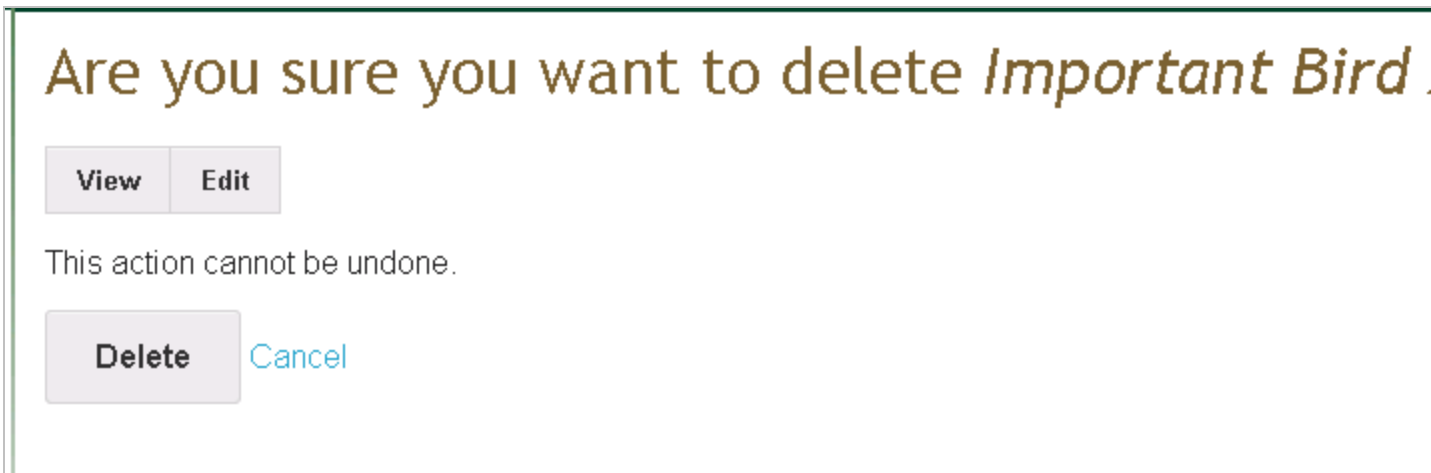 Are you sure you want to delete Important Bird
View Edit
This action cannot be undone.
Delete Cancel